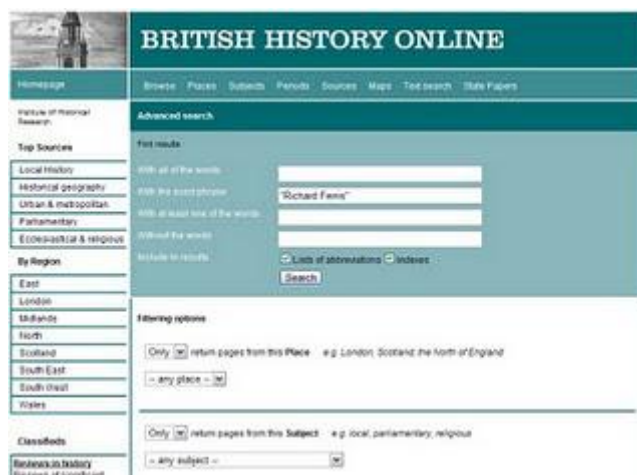 BRITISH HISTORY ONLINE
Homepage
Browse Places Subjects Periods Sources Maps Text search State Papers
Institute of Historical
Research
Advanced search
Top Sources
Find results
Local History
With all of the words
Historical geography
With the exact phrase
"Richard Ferris"
Urban & metropolitan
With at least one of the words
Parliamentary
Without the words
Ecclesiastical & religious
Include in results
Lists of abbreviations Indexes
Search
By Region
East
London
Midlands
North
Scotland
South East
South West
Wales
Filtering options
Only return pages from this Place e.g. London, Scotland, the North of England
-- any place --
Only return pages from this Subject e.g. local, parliamentary, religious
-- any subject --
Classifieds
Reviews in history